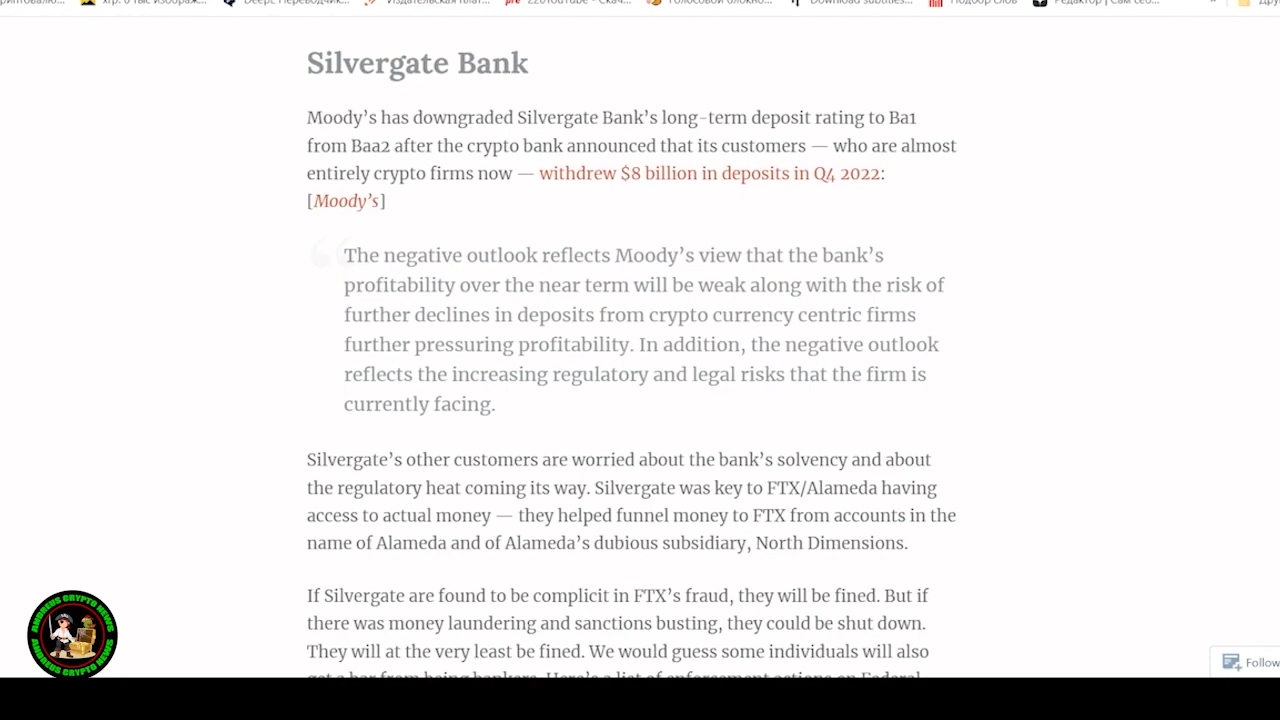 Silvergate Bank
Moody's has downgraded Silvergate Bank's long-term deposit rating to Ba1
from Baa2 after the crypto bank announced that its customers — who are almost
entirely crypto firms now — withdrew $8 billion in deposits in Q4 2022:
[Moody's]
The negative outlook reflects Moody's view that the bank's
profitability over the near term will be weak along with the risk of
further declines in deposits from crypto currency centric firms
further pressuring profitability. In addition, the negative outlook
reflects the increasing regulatory and legal risks that the firm is
currently facing.
Silvergate's other customers are worried about the bank's solvency and about
the regulatory heat coming its way. Silvergate was key to FTX/Alameda having
access to actual money — they helped funnel money to FTX from accounts in the
name of Alameda and of Alameda's dubious subsidiary, North Dimensions.
If Silvergate are found to be complicit in FTX's fraud, they will be fined. But if
there was money laundering and sanctions busting, they could be shut down.
They will at the very least be fined. We would guess some individuals will also
ANDREUS CRYPTO NEWS
ANDREUS CRYPTO NEWS
Follow